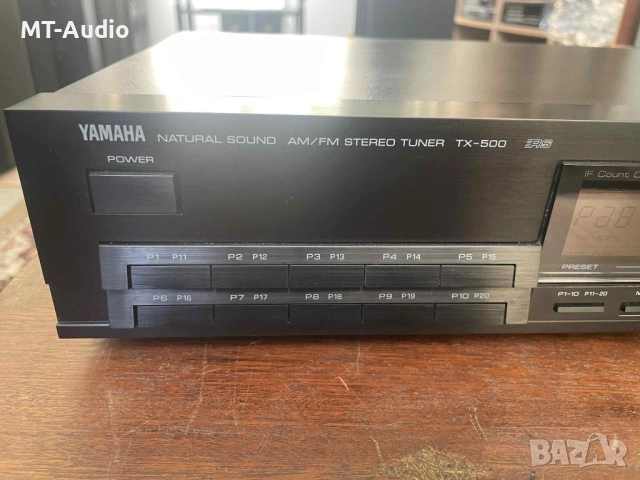 MT-Audio
YAMAHA NATURAL SOUND AM/FM STEREO TUNER TX-500 RS
POWER
IF Count D
PRESET
P1 P11 P2 P12 P3 P13 P4 P14 P5 P15
P6 P16 P7 P17 P8 P18 P9 P19 P10 P20
P1-10 P11-20
BAZAR